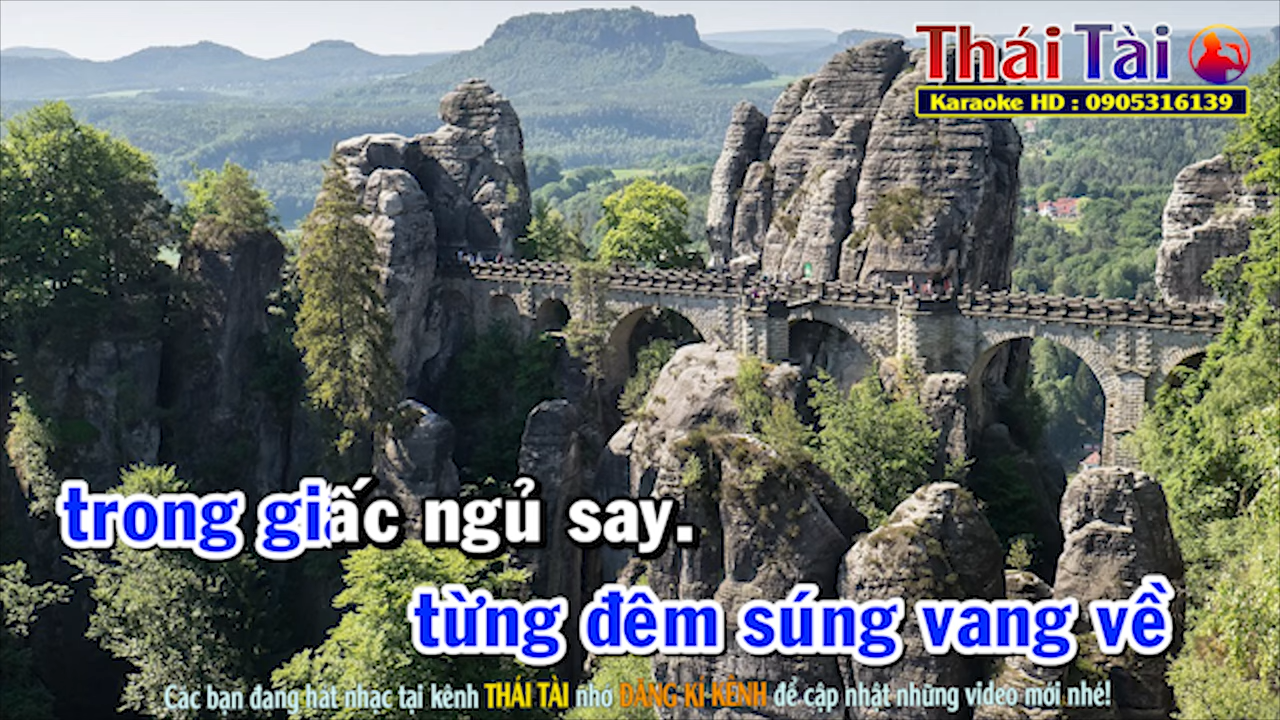 Thái Tài
Karaoke HD : 0905316139
trong giấc ngủ say.
từng đêm súng vang về
Các bạn đang hát nhạc tại kênh THÁI TÀI nhớ ĐĂNG KÍ KÊNH để cập nhật những video mới nhé!